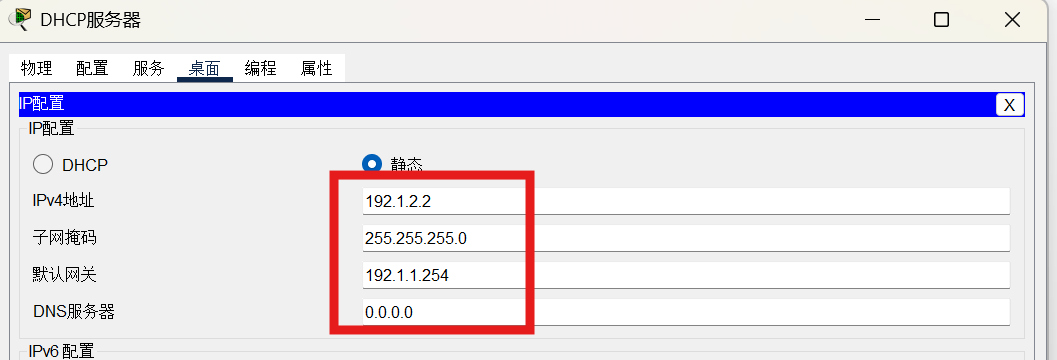 DHCP服务器
物理 配置 服务 桌面 编程 属性
IP配置 X
IP配置
DHCP 静态
IPv4地址 192.1.2.2
子网掩码 255.255.255.0
默认网关 192.1.1.254
DNS服务器 0.0.0.0
IPv6 配置